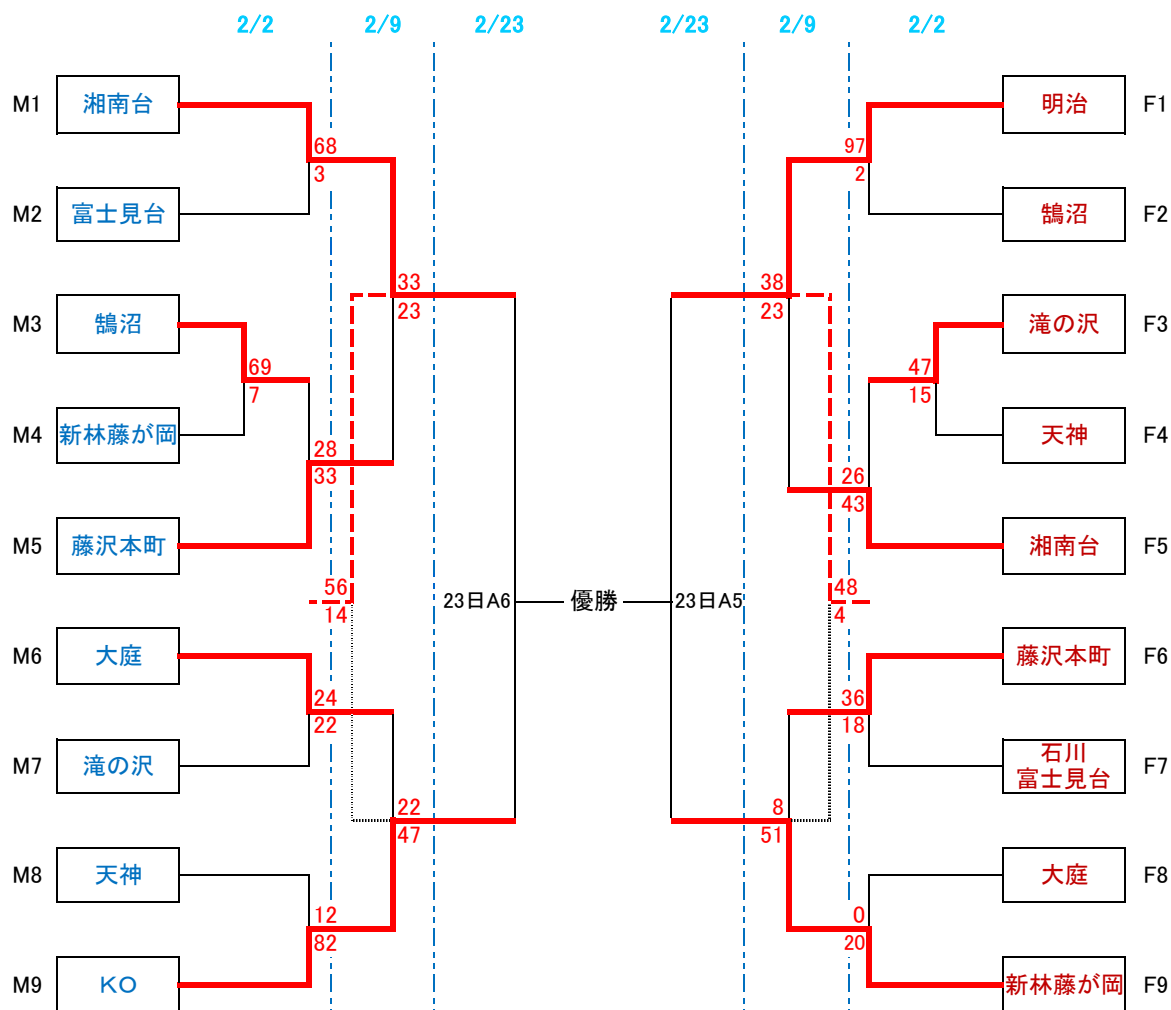 2/2 2/9 2/23 2/23 2/9 2/2
M1 湘南台 明治 F1
68 97
3 2
M2 富士見台 鵠沼 F2
33 38
23 23
M3 鵠沼 滝の沢 F3
69 47
7 15
M4 新林藤が岡 天神 F4
28 26
33 43
M5 藤沢本町 湘南台 F5
56 48
23日A6 優勝 23日A5
14 4
M6 大庭 藤沢本町 F6
24 36
22 18
M7 滝の沢 石川 F7
富士見台
22 8
47 51
M8 天神 大庭 F8
12 0
82 20
M9 KO 新林藤が岡 F9